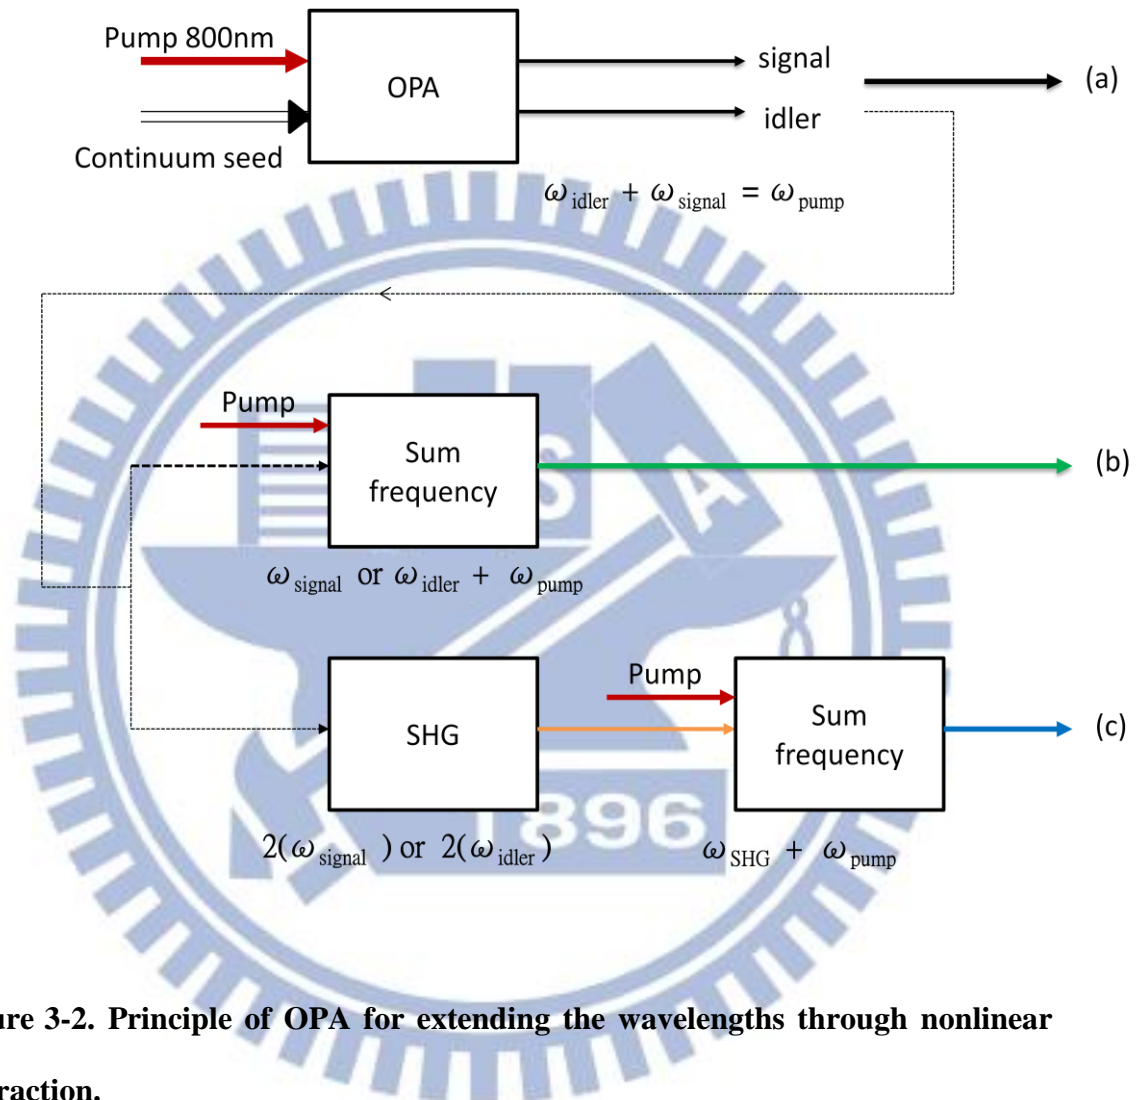 Pump 800nm
OPA
Continuum seed
signal
idler
(a)
ω idler + ω signal = ω pump
Pump
Sum
frequency
(b)
ω signal or ω idler + ω pump
SHG
Pump
Sum
frequency
(c)
2(ω signal ) or 2(ω idler )
ω SHG + ω pump
S
A
1896
ure 3-2. Principle of OPA for extending the wavelengths through nonlinear
raction.